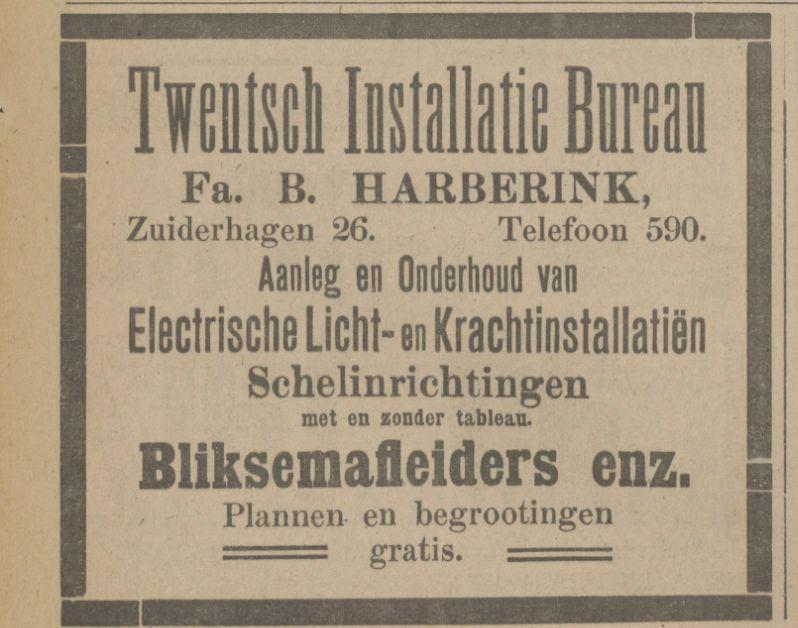 Twentsch Installatie Bureau
Fa. B. HARBERINK,
Zuiderhagen 26. Telefoon 590.
Aanleg en Onderhoud van
Electrische Licht- en Krachtinstallatiën
Schelinrichtingen
met en zonder tableau.
Bliksemafleiders enz.
Plannen en begrootingen
gratis.